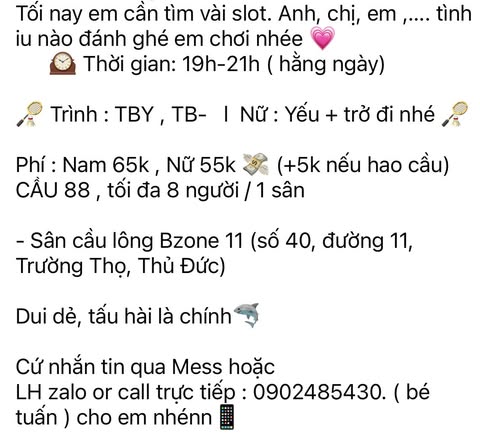 Tối nay em cần tìm vài slot. Anh, chị, em ,.... tình
iu nào đánh ghé em chơi nhée 💗
🕰️ Thời gian: 19h-21h ( hằng ngày)
🏸 Trình : TBY , TB- l Nữ : Yếu + trở đi nhé 🏸
Phí : Nam 65k , Nữ 55k 💸 (+5k nếu hao cầu)
CẦU 88 , tối đa 8 người / 1 sân
- Sân cầu lông Bzone 11 (số 40, đường 11,
Trường Thọ, Thủ Đức)
Dui dẻ, tấu hài là chính🦈
Cứ nhắn tin qua Mess hoặc
LH zalo or call trực tiếp : 0902485430. ( bé
tuấn ) cho em nhénn 📱